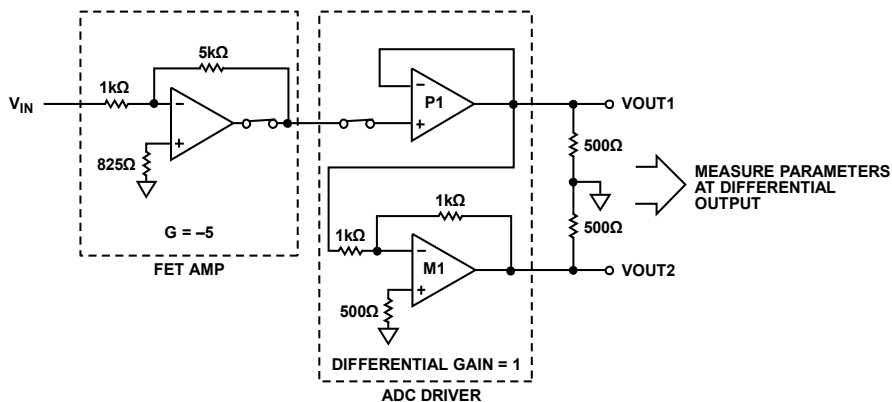 5kΩ
1kΩ
VIN
825Ω
G = –5
FET AMP
P1
1kΩ
1kΩ
M1
500Ω
DIFFERENTIAL GAIN = 1
ADC DRIVER
VOUT1
500Ω
500Ω
VOUT2
MEASURE PARAMETERS
AT DIFFERENTIAL
OUTPUT